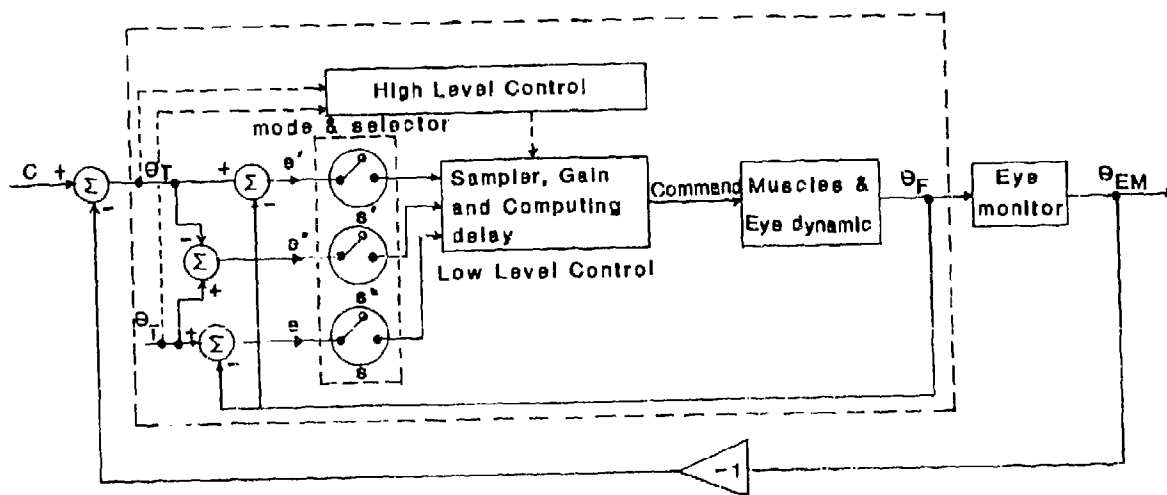 High Level Control
mode & selector
C
+
Σ
-
θT
+
Σ
-
e'
s'
Sampler, Gain
and Computing
delay
Low Level Control
Command
Muscles &
Eye dynamic
θF
Eye
monitor
θEM
-
Σ
+
e"
s"
θT
+
Σ
-
e
s
-1